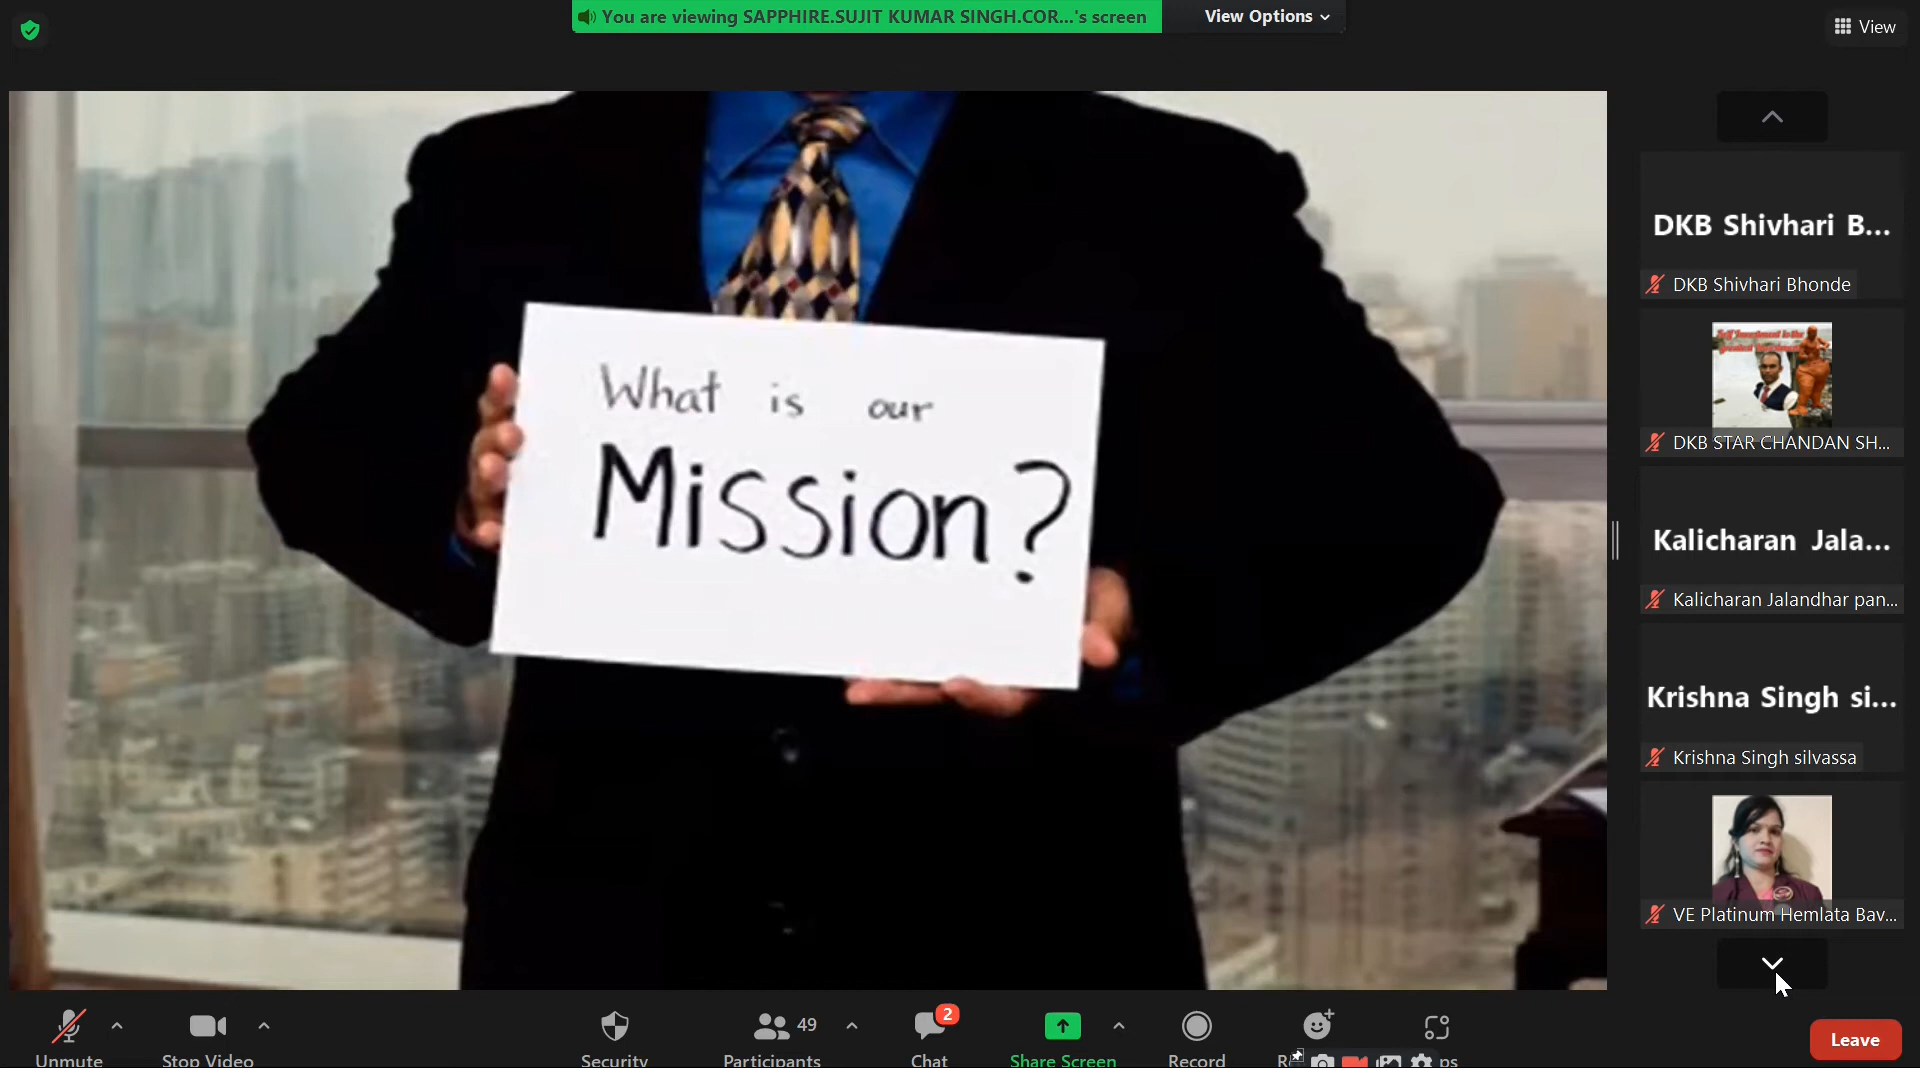 You are viewing SAPPHIRE.SUJIT KUMAR SINGH.COR...'s screen
View Options
View
What is our
Mission?
DKB Shivhari B...
DKB Shivhari Bhonde
DKB STAR CHANDAN SH...
Kalicharan Jala...
Kalicharan Jalandhar pan...
Krishna Singh si...
Krishna Singh silvassa
VE Platinum Hemlata Bav...
49
2
Unmute
Stop Video
Security
Participants
Chat
Share Screen
Record
ps
Leave